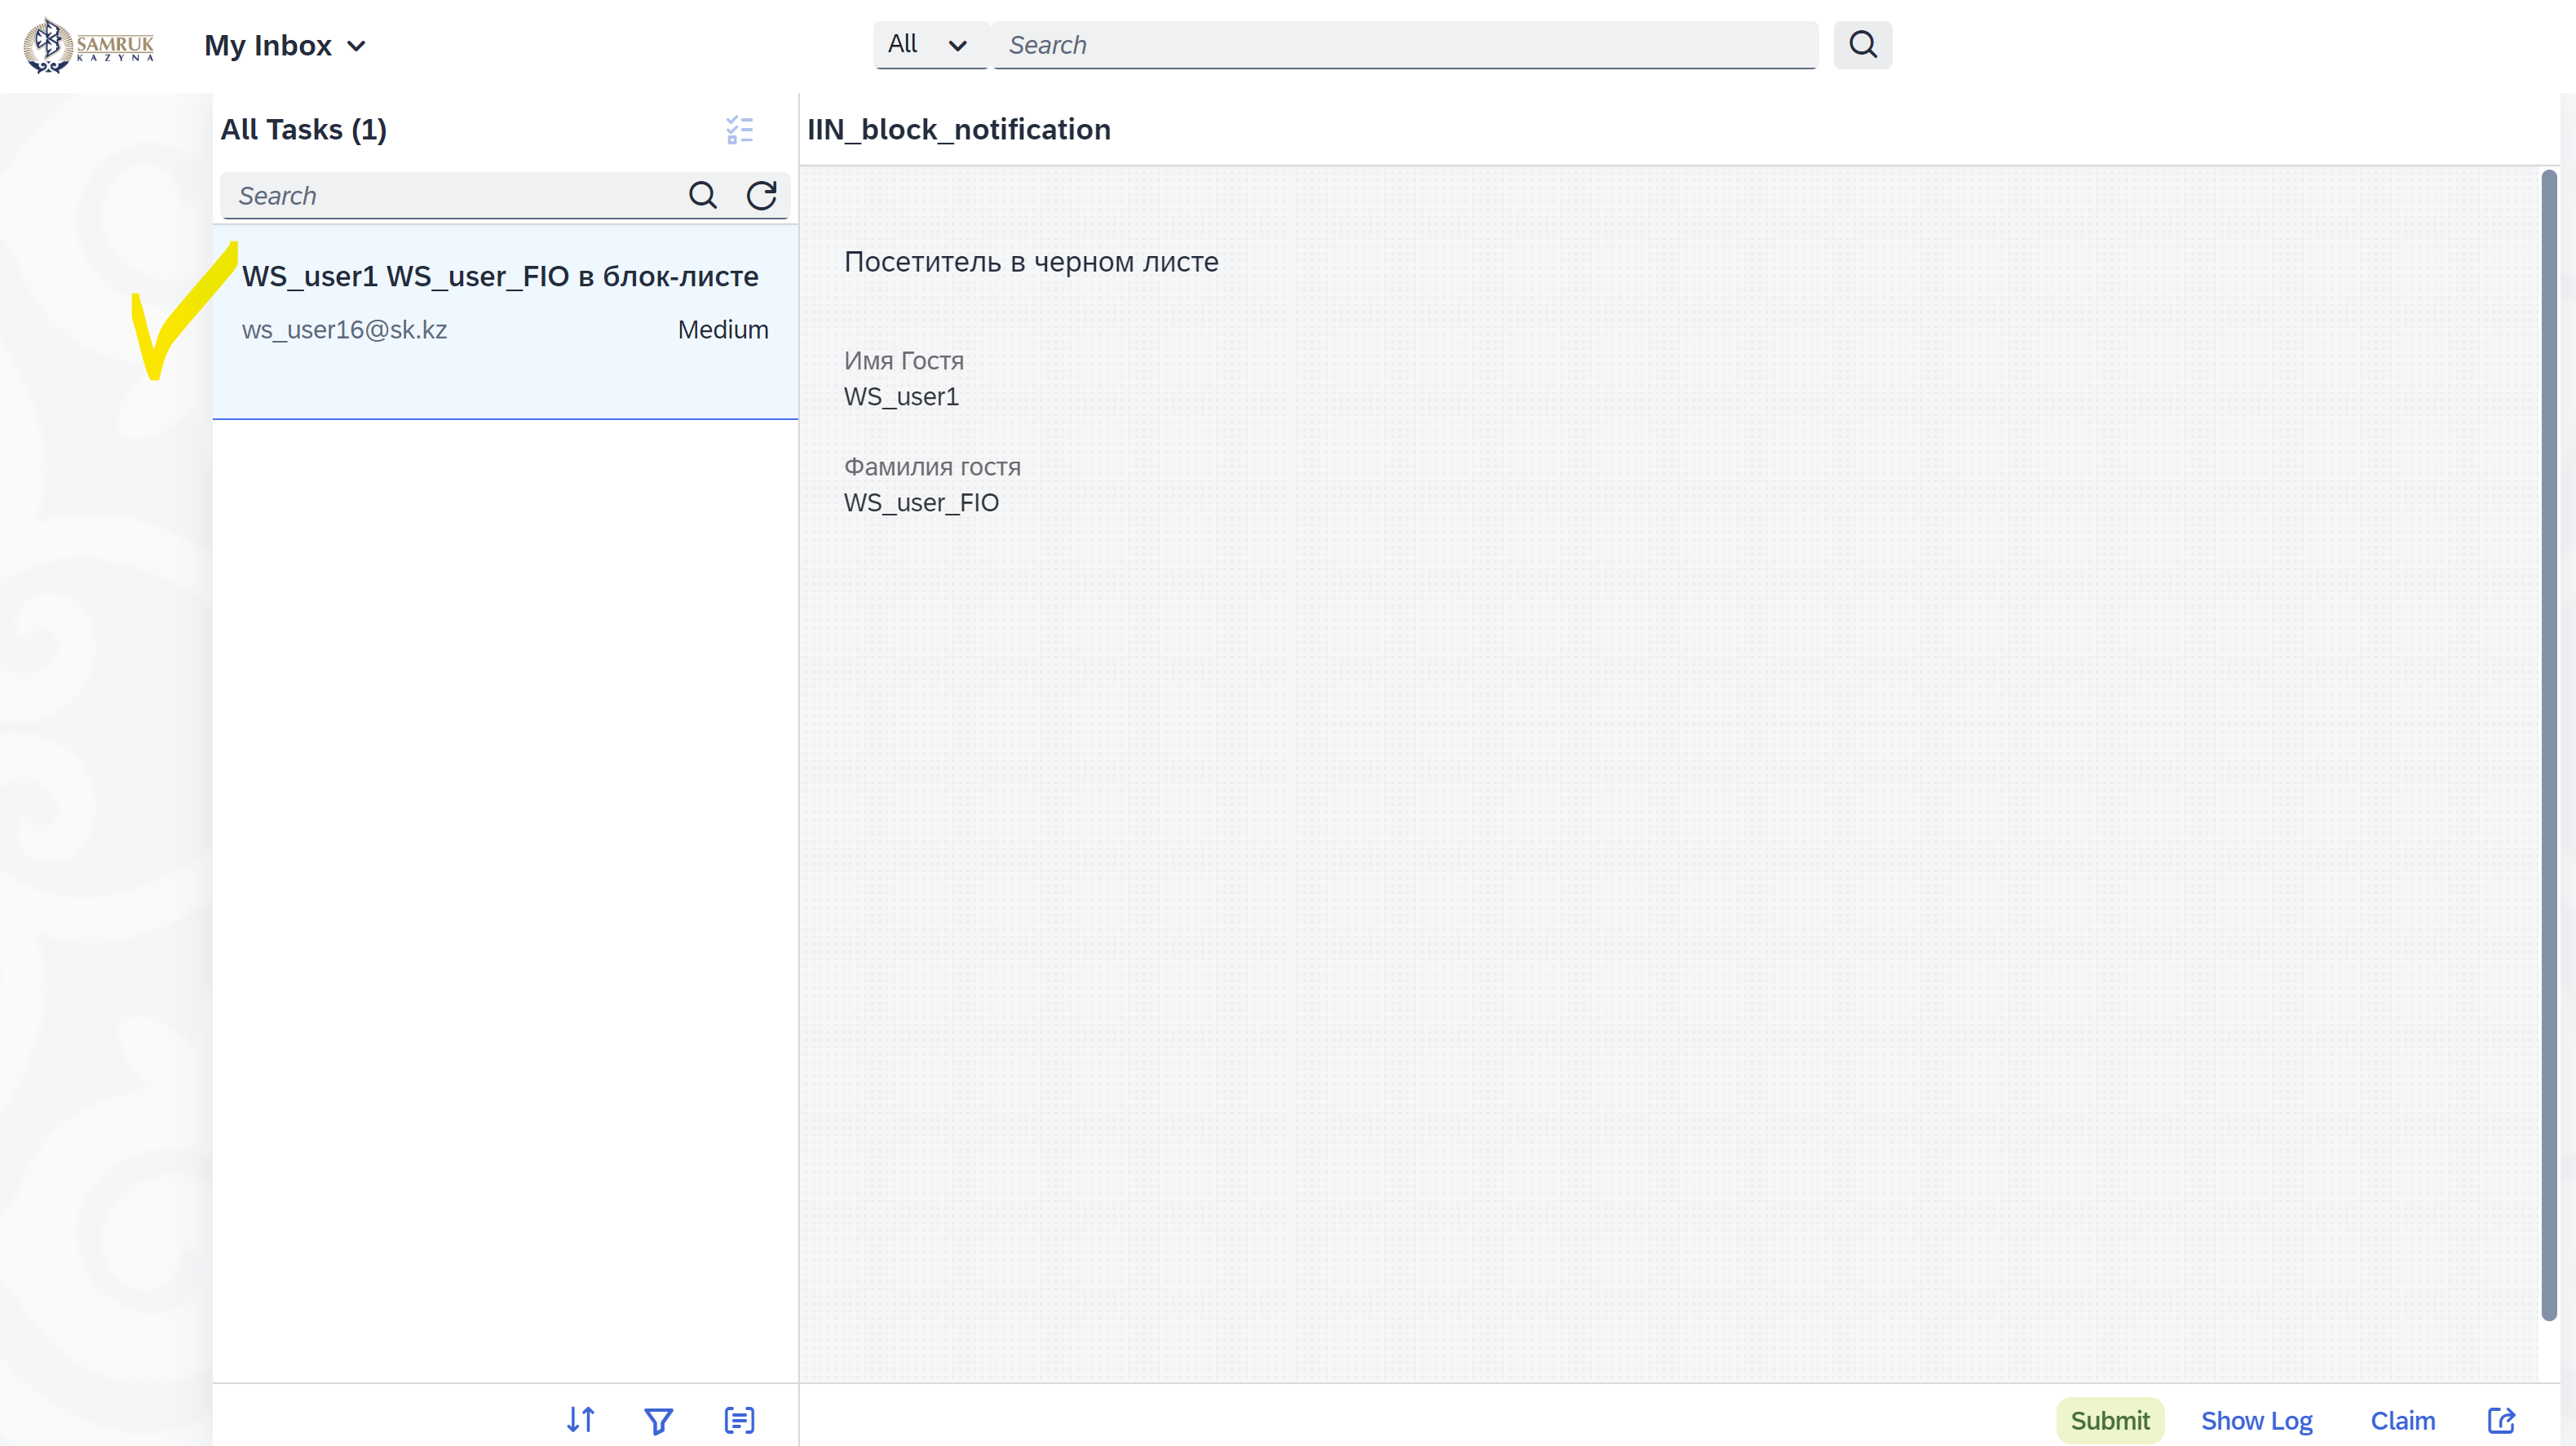 SAMRUK
KAZYNA
My Inbox
All
Search
All Tasks (1)
Search
WS_user1 WS_user_FIO в блок-листе
ws_user16@sk.kz
Medium
IIN_block_notification
Посетитель в черном листе
Имя Гостя
WS_user1
Фамилия гостя
WS_user_FIO
Submit
Show Log
Claim